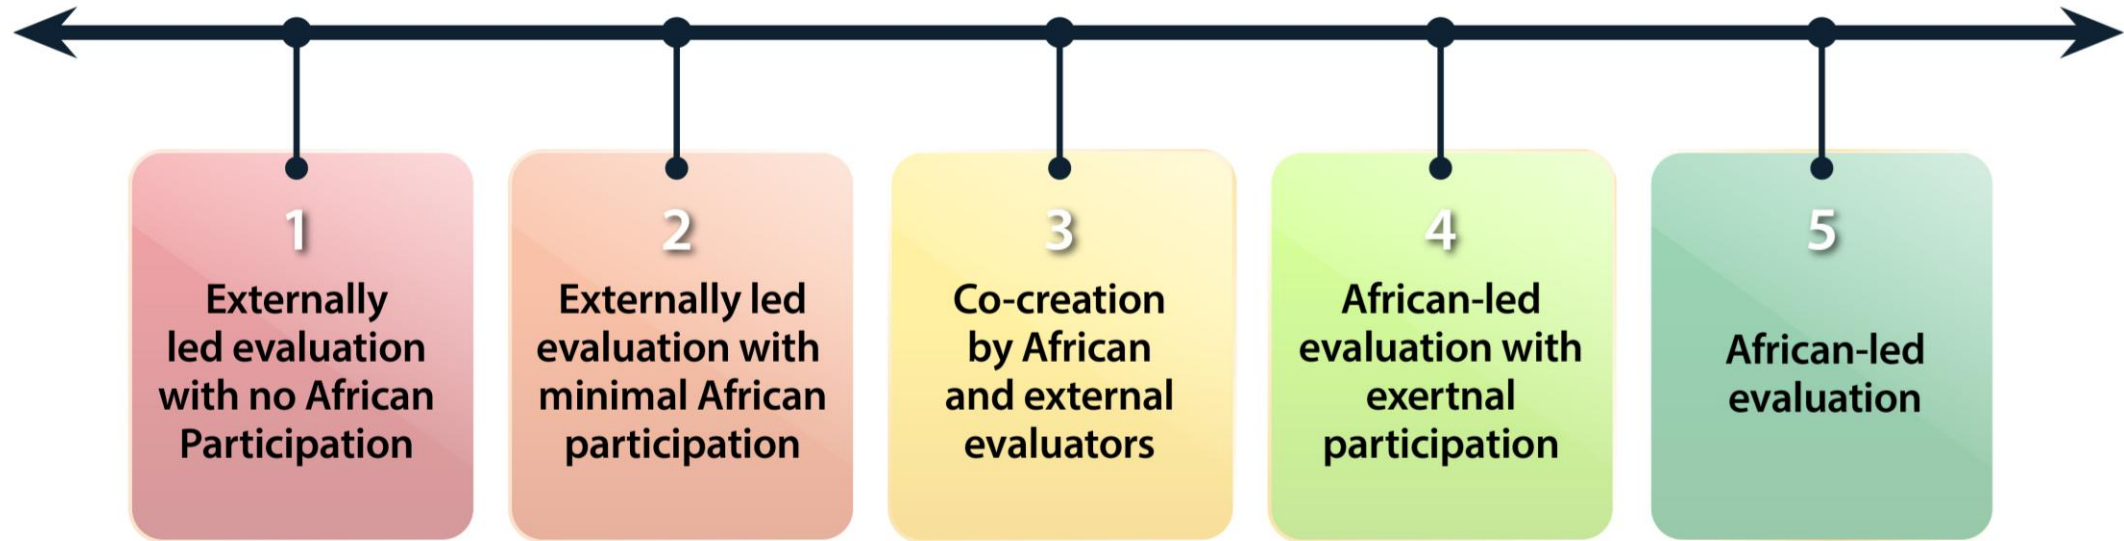 1
Externally
led evaluation
with no African
Participation
2
Externally led
evaluation with
minimal African
participation
3
Co-creation
by African
and external
evaluators
4
African-led
evaluation with
exertnal
participation
5
African-led
evaluation